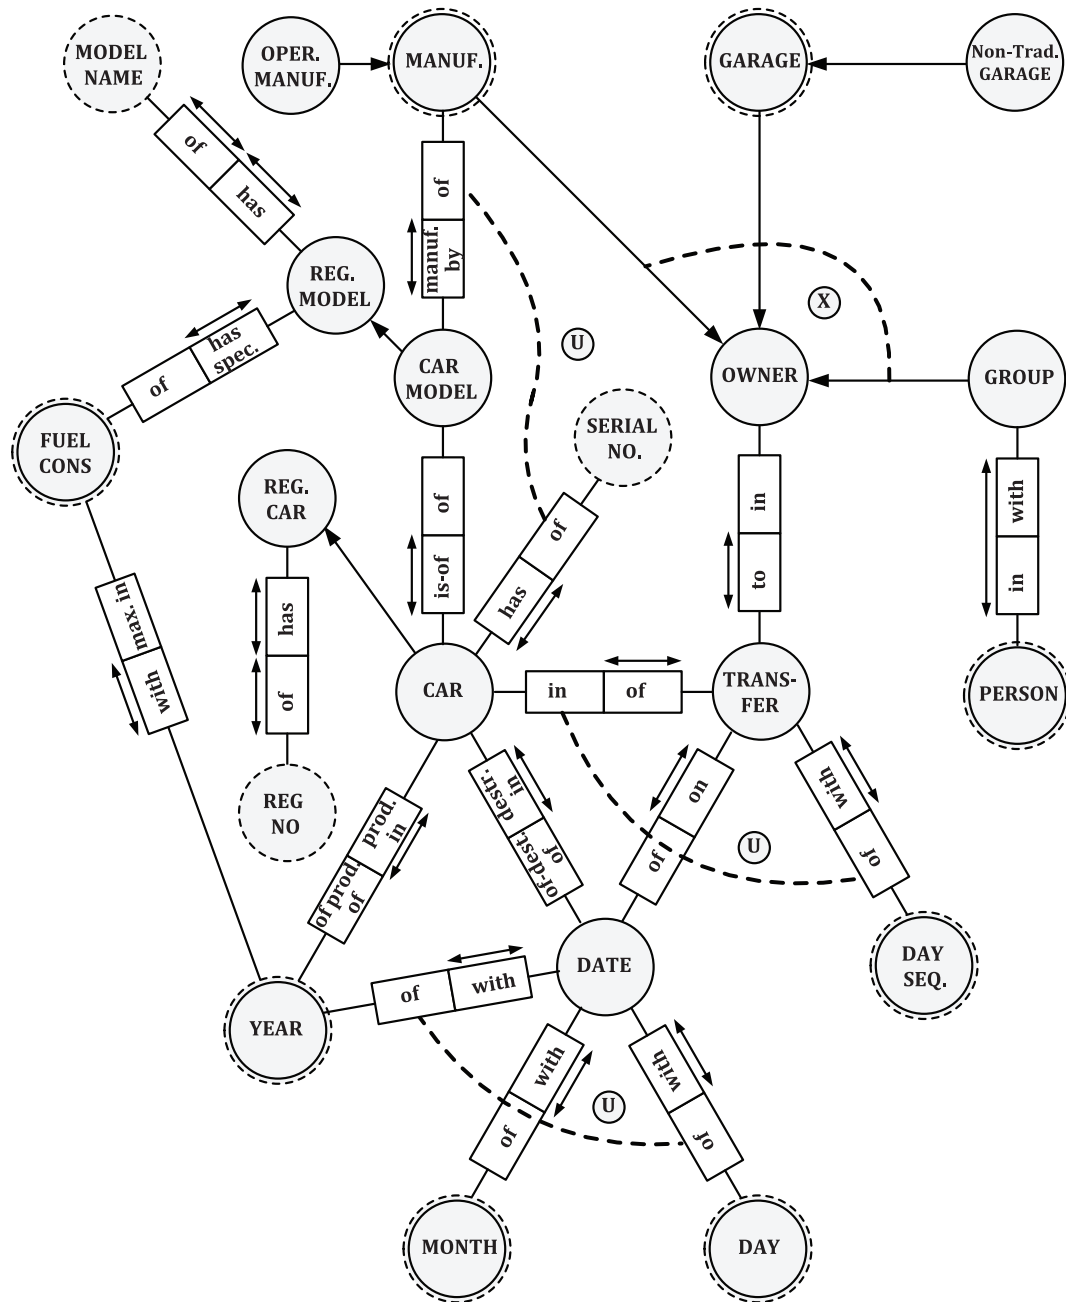 MODEL
NAME
OPER.
MANUF.
MANUF.
GARAGE
Non-Trad.
GARAGE
of
has
of
manuf.
by
REG.
MODEL
X
U
of
has
spec.
CAR
MODEL
OWNER
GROUP
FUEL
CONS
SERIAL
NO.
REG.
CAR
of
is-of
of
has
in
to
with
in
max. in
with
has
of
CAR
in
of
TRANS-
FER
PERSON
REG
NO
prod.
in
of prod.
of
destr.
in
of-dest.
of
on
of
with
of
U
DATE
DAY
SEQ.
of
with
YEAR
with
of
U
with
of
MONTH
DAY